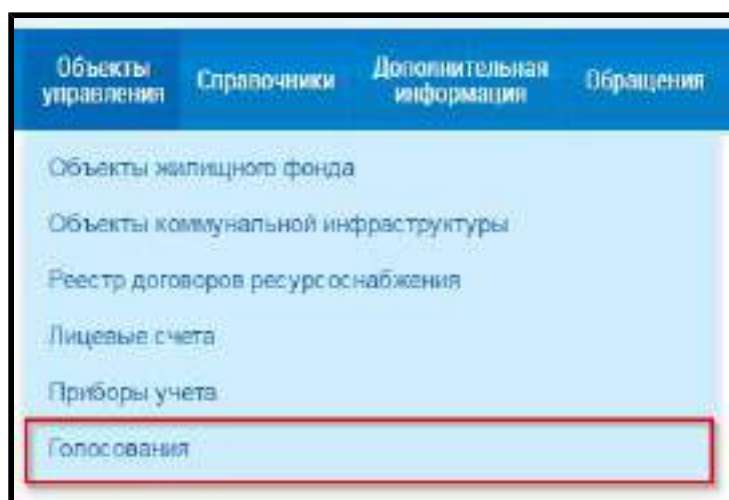 Объекты
управления
Справочники
Дополнительная
информация
Обращения
Объекты жилищного фонда
Объекты коммунальной инфраструктуры
Реестр договоров ресурсоснабжения
Лицевые счета
Приборы учета
Голосования